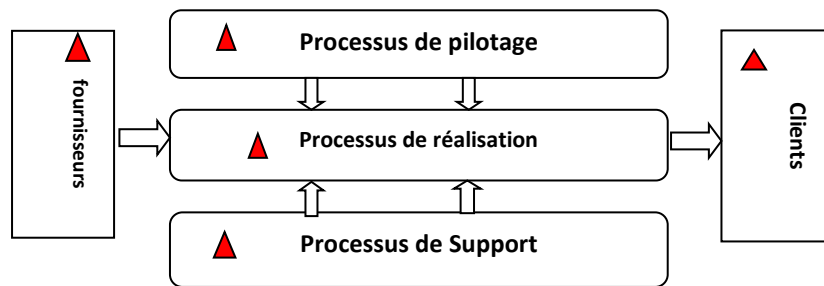 Processus de pilotage
fournisseurs
Processus de réalisation
Clients
Processus de Support